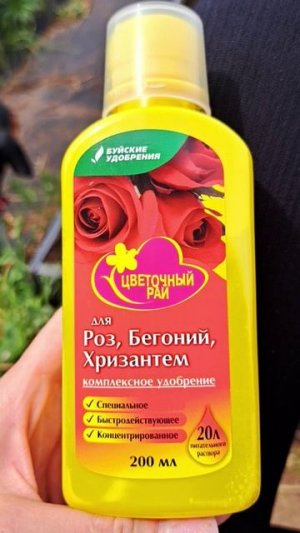 БУЙСКИЕ
УДОБРЕНИЯ
ЦВЕТОЧНЫЙ
РАЙ
для
Роз, Бегоний,
Хризантем
комплексное удобрение
✓ Специальное
✓ Быстродействующее
✓ Концентрированное
20л
питательного
раствора
200 мл